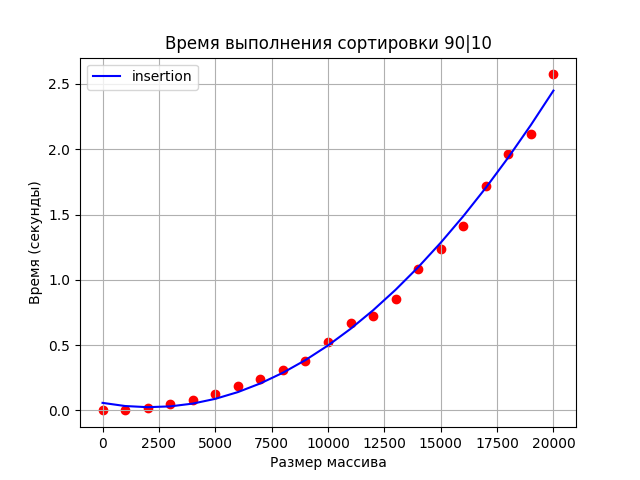 Время выполнения сортировки 90|10
insertion
Время (секунды)
2.5
2.0
1.5
1.0
0.5
0.0
0 2500 5000 7500 10000 12500 15000 17500 20000
Размер массива